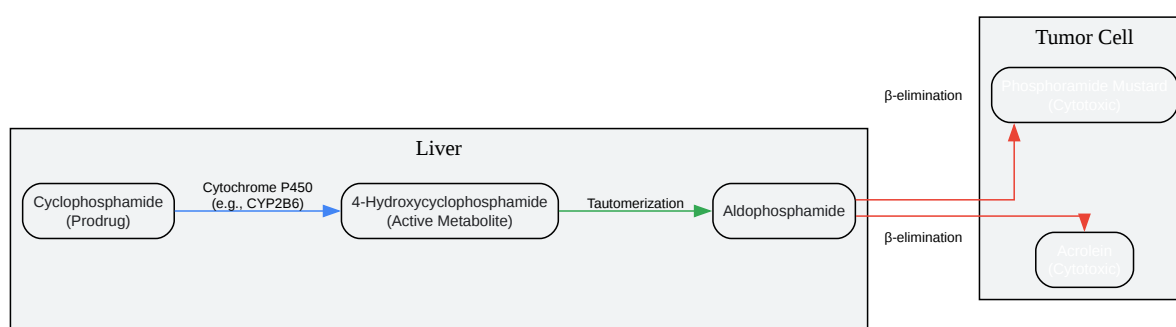 Tumor Cell
β-elimination
Phosphoramide Mustard
(Cytotoxic)
Liver
Cyclophosphamide
(Prodrug)
Cytochrome P450
(e.g., CYP2B6)
4-Hydroxycyclophosphamide
(Active Metabolite)
Tautomerization
Aldophosphamide
β-elimination
Acrolein
(Cytotoxic)